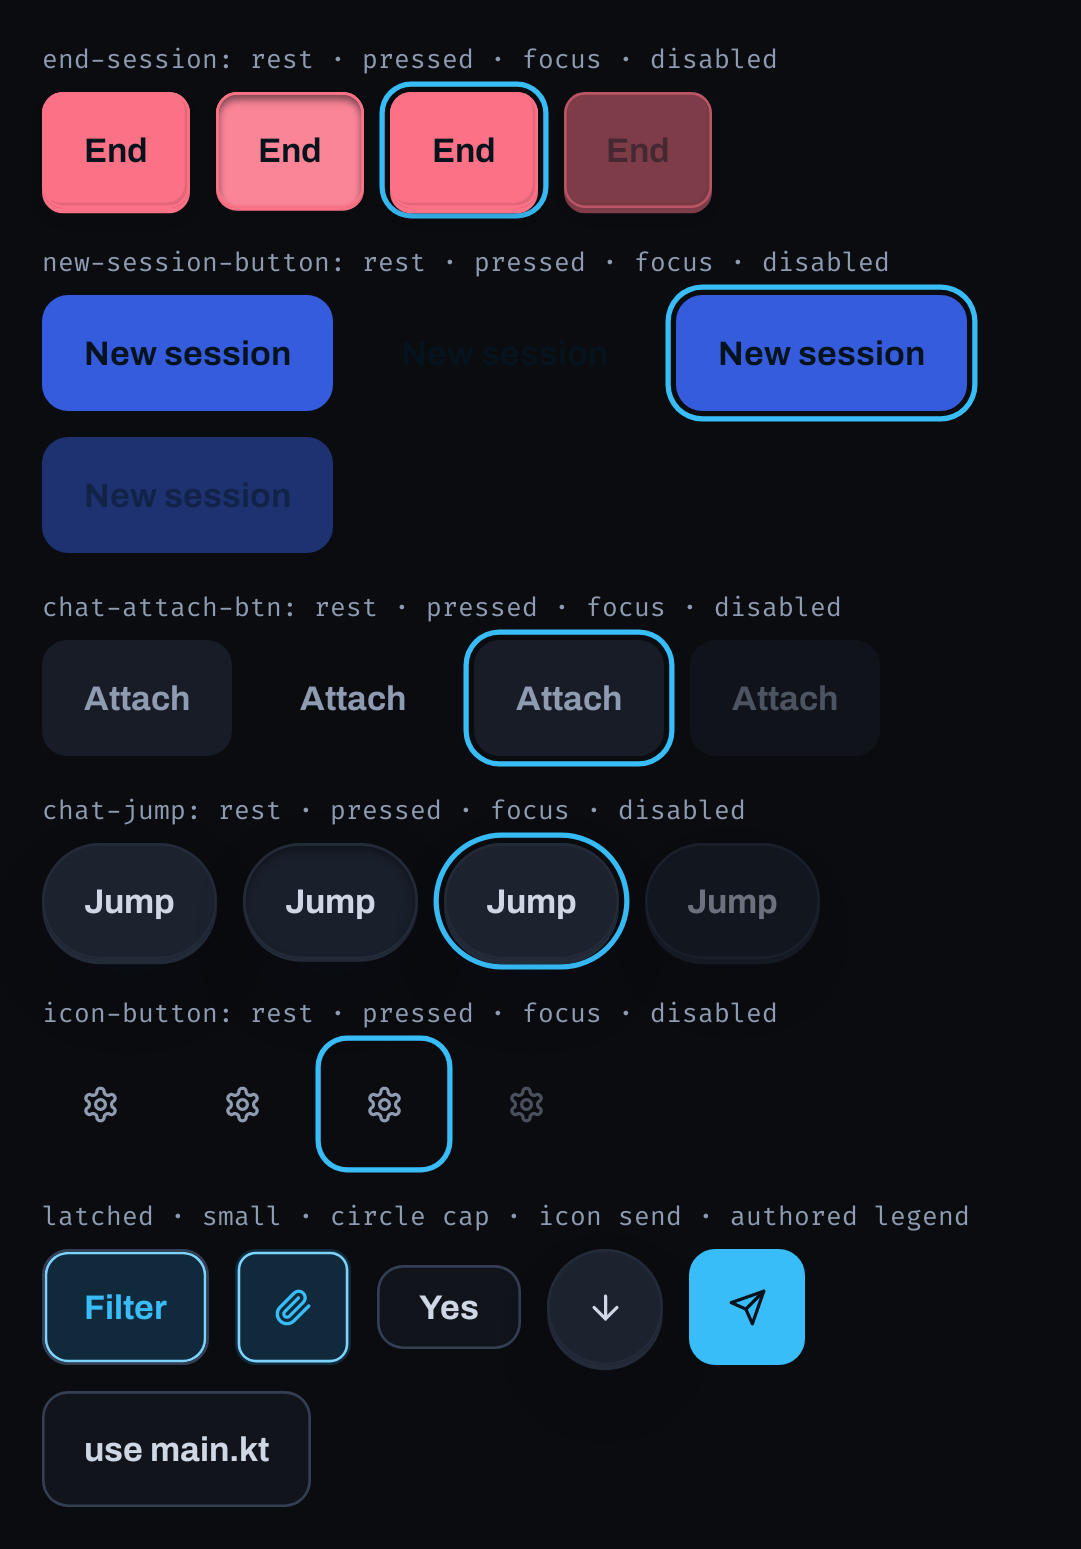 end-session: rest · pressed · focus · disabled
End End End End
new-session-button: rest · pressed · focus · disabled
New session New session New session
New session
chat-attach-btn: rest · pressed · focus · disabled
Attach Attach Attach Attach
chat-jump: rest · pressed · focus · disabled
Jump Jump Jump Jump
icon-button: rest · pressed · focus · disabled
latched · small · circle cap · icon send · authored legend
Filter Yes
use main.kt